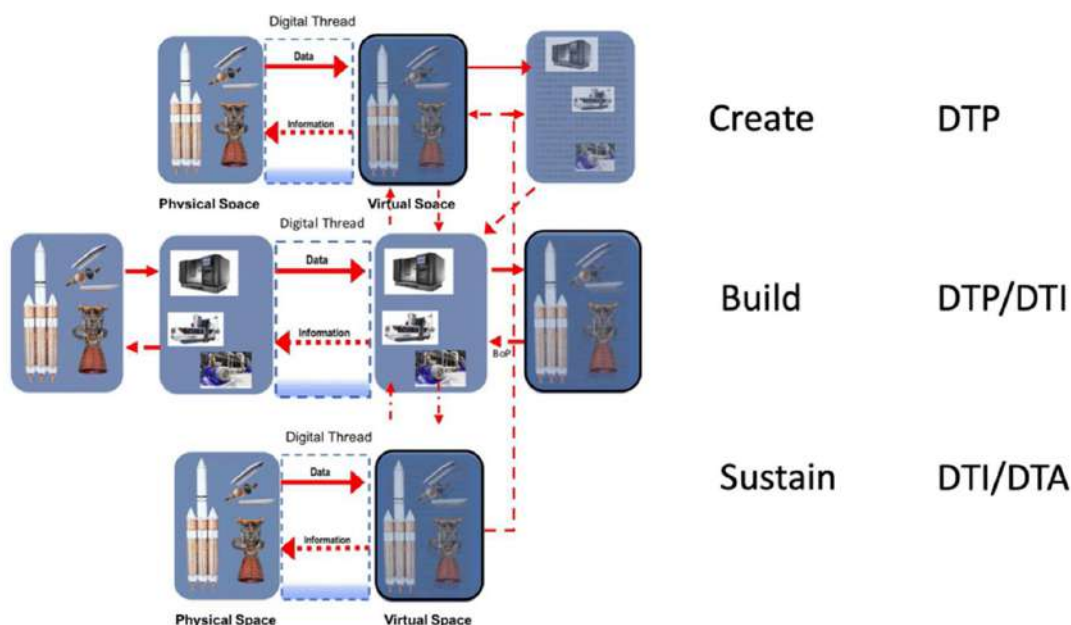 Digital Thread
Data
Information
Physical Space
Virtual Space
Create
DTP
Digital Thread
Data
Information
BoP
Build
DTP/DTI
Digital Thread
Data
Information
Physical Space
Virtual Space
Sustain
DTI/DTA